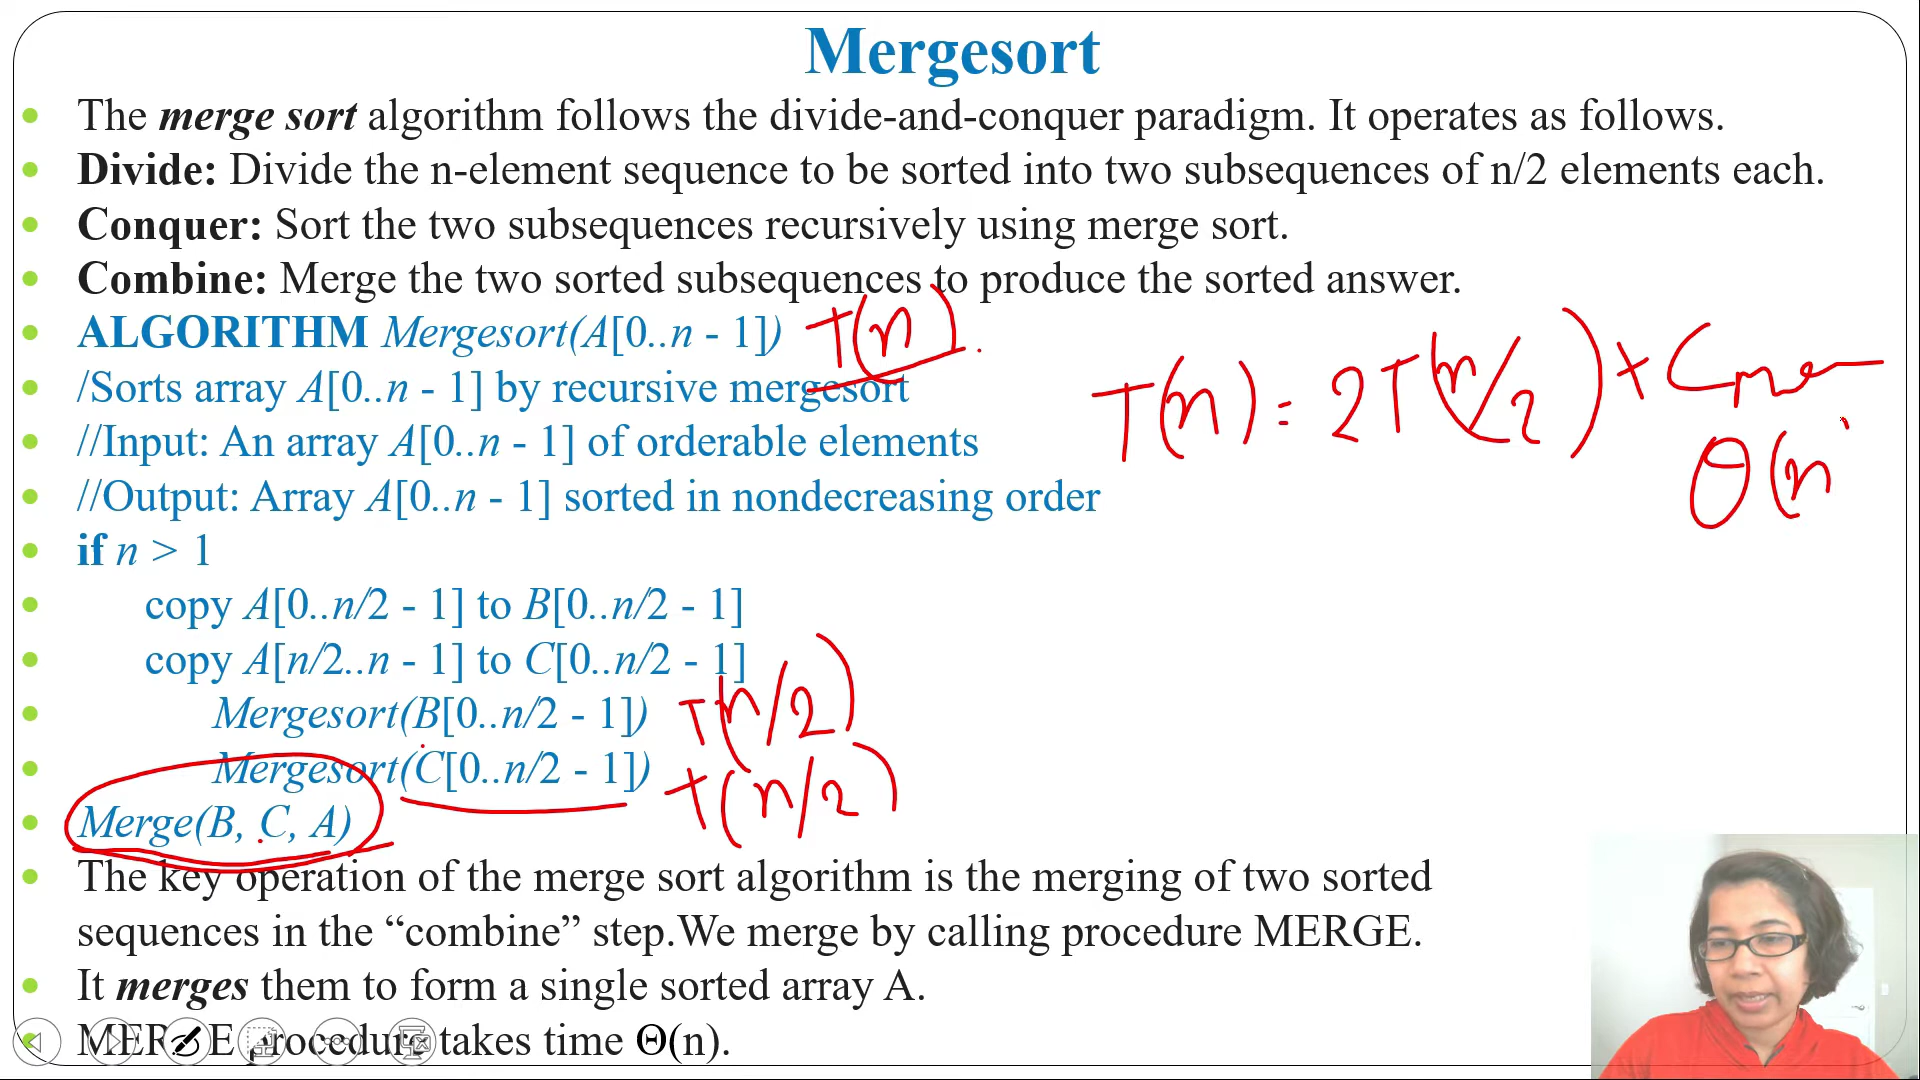 Mergesort
The merge sort algorithm follows the divide-and-conquer paradigm. It operates as follows.
Divide: Divide the n-element sequence to be sorted into two subsequences of n/2 elements each.
Conquer: Sort the two subsequences recursively using merge sort.
Combine: Merge the two sorted subsequences to produce the sorted answer.
ALGORITHM Mergesort(A[0..n - 1]) T(n)
T(n) = 2T(n/2) + Cmer
/Sorts array A[0..n - 1] by recursive mergesort
//Input: An array A[0..n - 1] of orderable elements
Θ(n
//Output: Array A[0..n - 1] sorted in nondecreasing order
if n > 1
copy A[0..n/2 - 1] to B[0..n/2 - 1]
copy A[n/2..n - 1] to C[0..n/2 - 1]
Mergesort(B[0..n/2 - 1]) T(n/2)
Mergesort(C[0..n/2 - 1]) T(n/2)
Merge(B, C, A)
The key operation of the merge sort algorithm is the merging of two sorted
sequences in the “combine” step.We merge by calling procedure MERGE.
It merges them to form a single sorted array A.
MERGE procedure takes time Θ(n).